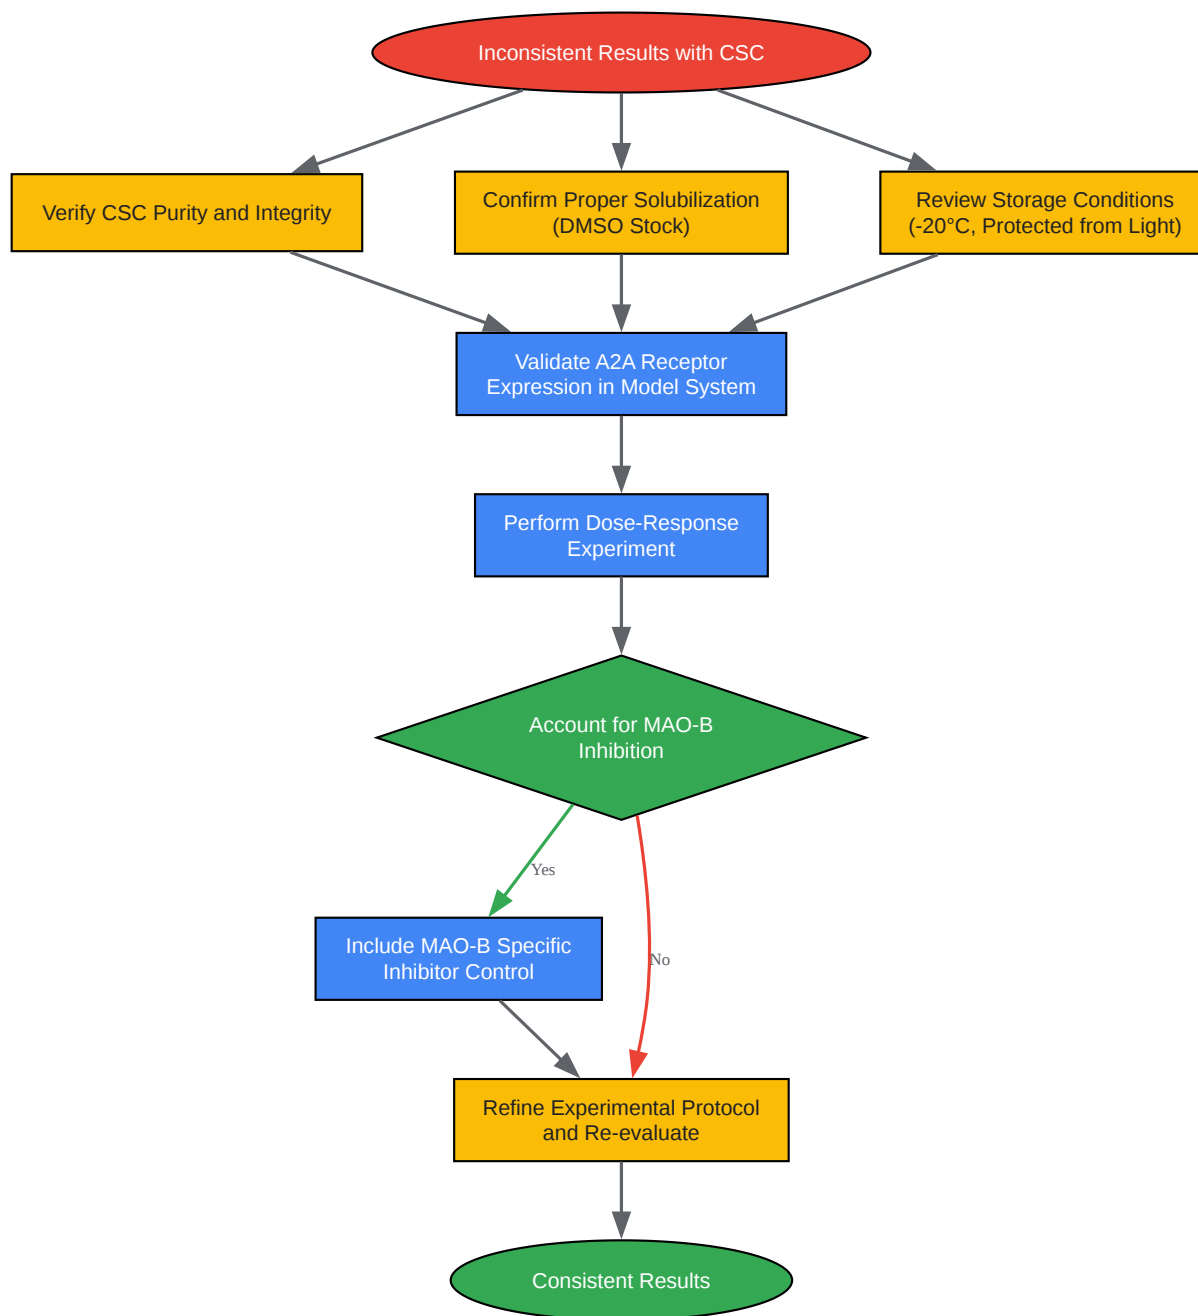 Inconsistent Results with CSC
Verify CSC Purity and Integrity
Confirm Proper Solubilization
(DMSO Stock)
Review Storage Conditions
(-20°C, Protected from Light)
Validate A2A Receptor
Expression in Model System
Perform Dose-Response
Experiment
Account for MAO-B
Inhibition
Yes
No
Include MAO-B Specific
Inhibitor Control
Refine Experimental Protocol
and Re-evaluate
Consistent Results